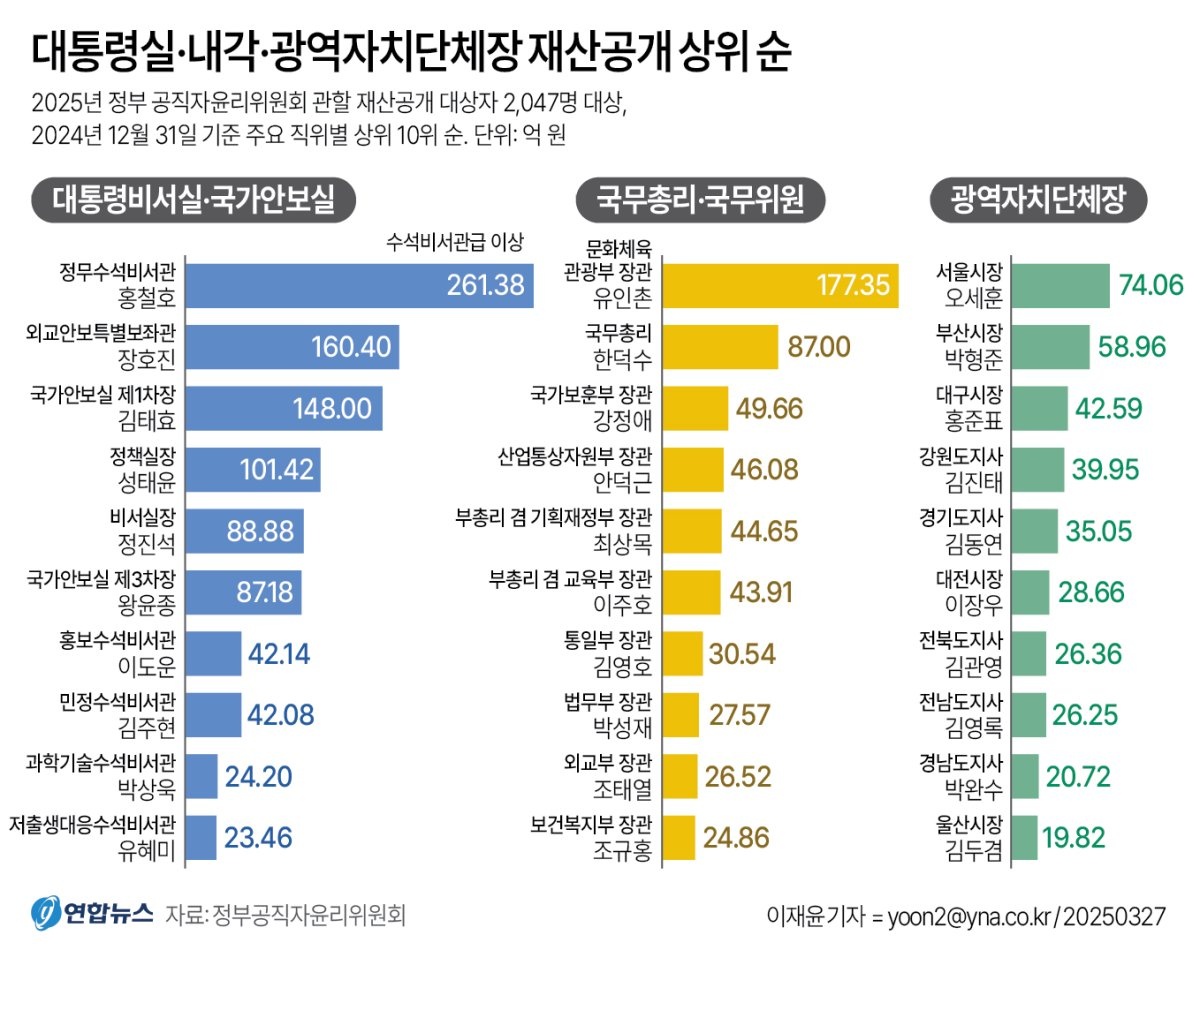 대통령실·내각·광역자치단체장 재산공개 상위 순
2025년 정부 공직자윤리위원회 관할 재산공개 대상자 2,047명 대상,
2024년 12월 31일 기준 주요 직위별 상위 10위 순. 단위: 억 원
대통령비서실·국가안보실
수석비서관급 이상
정무수석비서관
홍철호
261.38
외교안보특별보좌관
장호진
160.40
국가안보실 제1차장
김태효
148.00
정책실장
성태윤
101.42
비서실장
정진석
88.88
국가안보실 제3차장
왕윤종
87.18
홍보수석비서관
이도운
42.14
민정수석비서관
김주현
42.08
과학기술수석비서관
박상욱
24.20
저출생대응수석비서관
유혜미
23.46
국무총리·국무위원
문화체육
관광부 장관
유인촌
177.35
국무총리
한덕수
87.00
국가보훈부 장관
강정애
49.66
산업통상자원부 장관
안덕근
46.08
부총리 겸 기획재정부 장관
최상목
44.65
부총리 겸 교육부 장관
이주호
43.91
통일부 장관
김영호
30.54
법무부 장관
박성재
27.57
외교부 장관
조태열
26.52
보건복지부 장관
조규홍
24.86
광역자치단체장
서울시장
오세훈
74.06
부산시장
박형준
58.96
대구시장
홍준표
42.59
강원도지사
김진태
39.95
경기도지사
김동연
35.05
대전시장
이장우
28.66
전북도지사
김관영
26.36
전남도지사
김영록
26.25
경남도지사
박완수
20.72
울산시장
김두겸
19.82
연합뉴스 자료: 정부공직자윤리위원회
이재윤기자 = yoon2@yna.co.kr/20250327